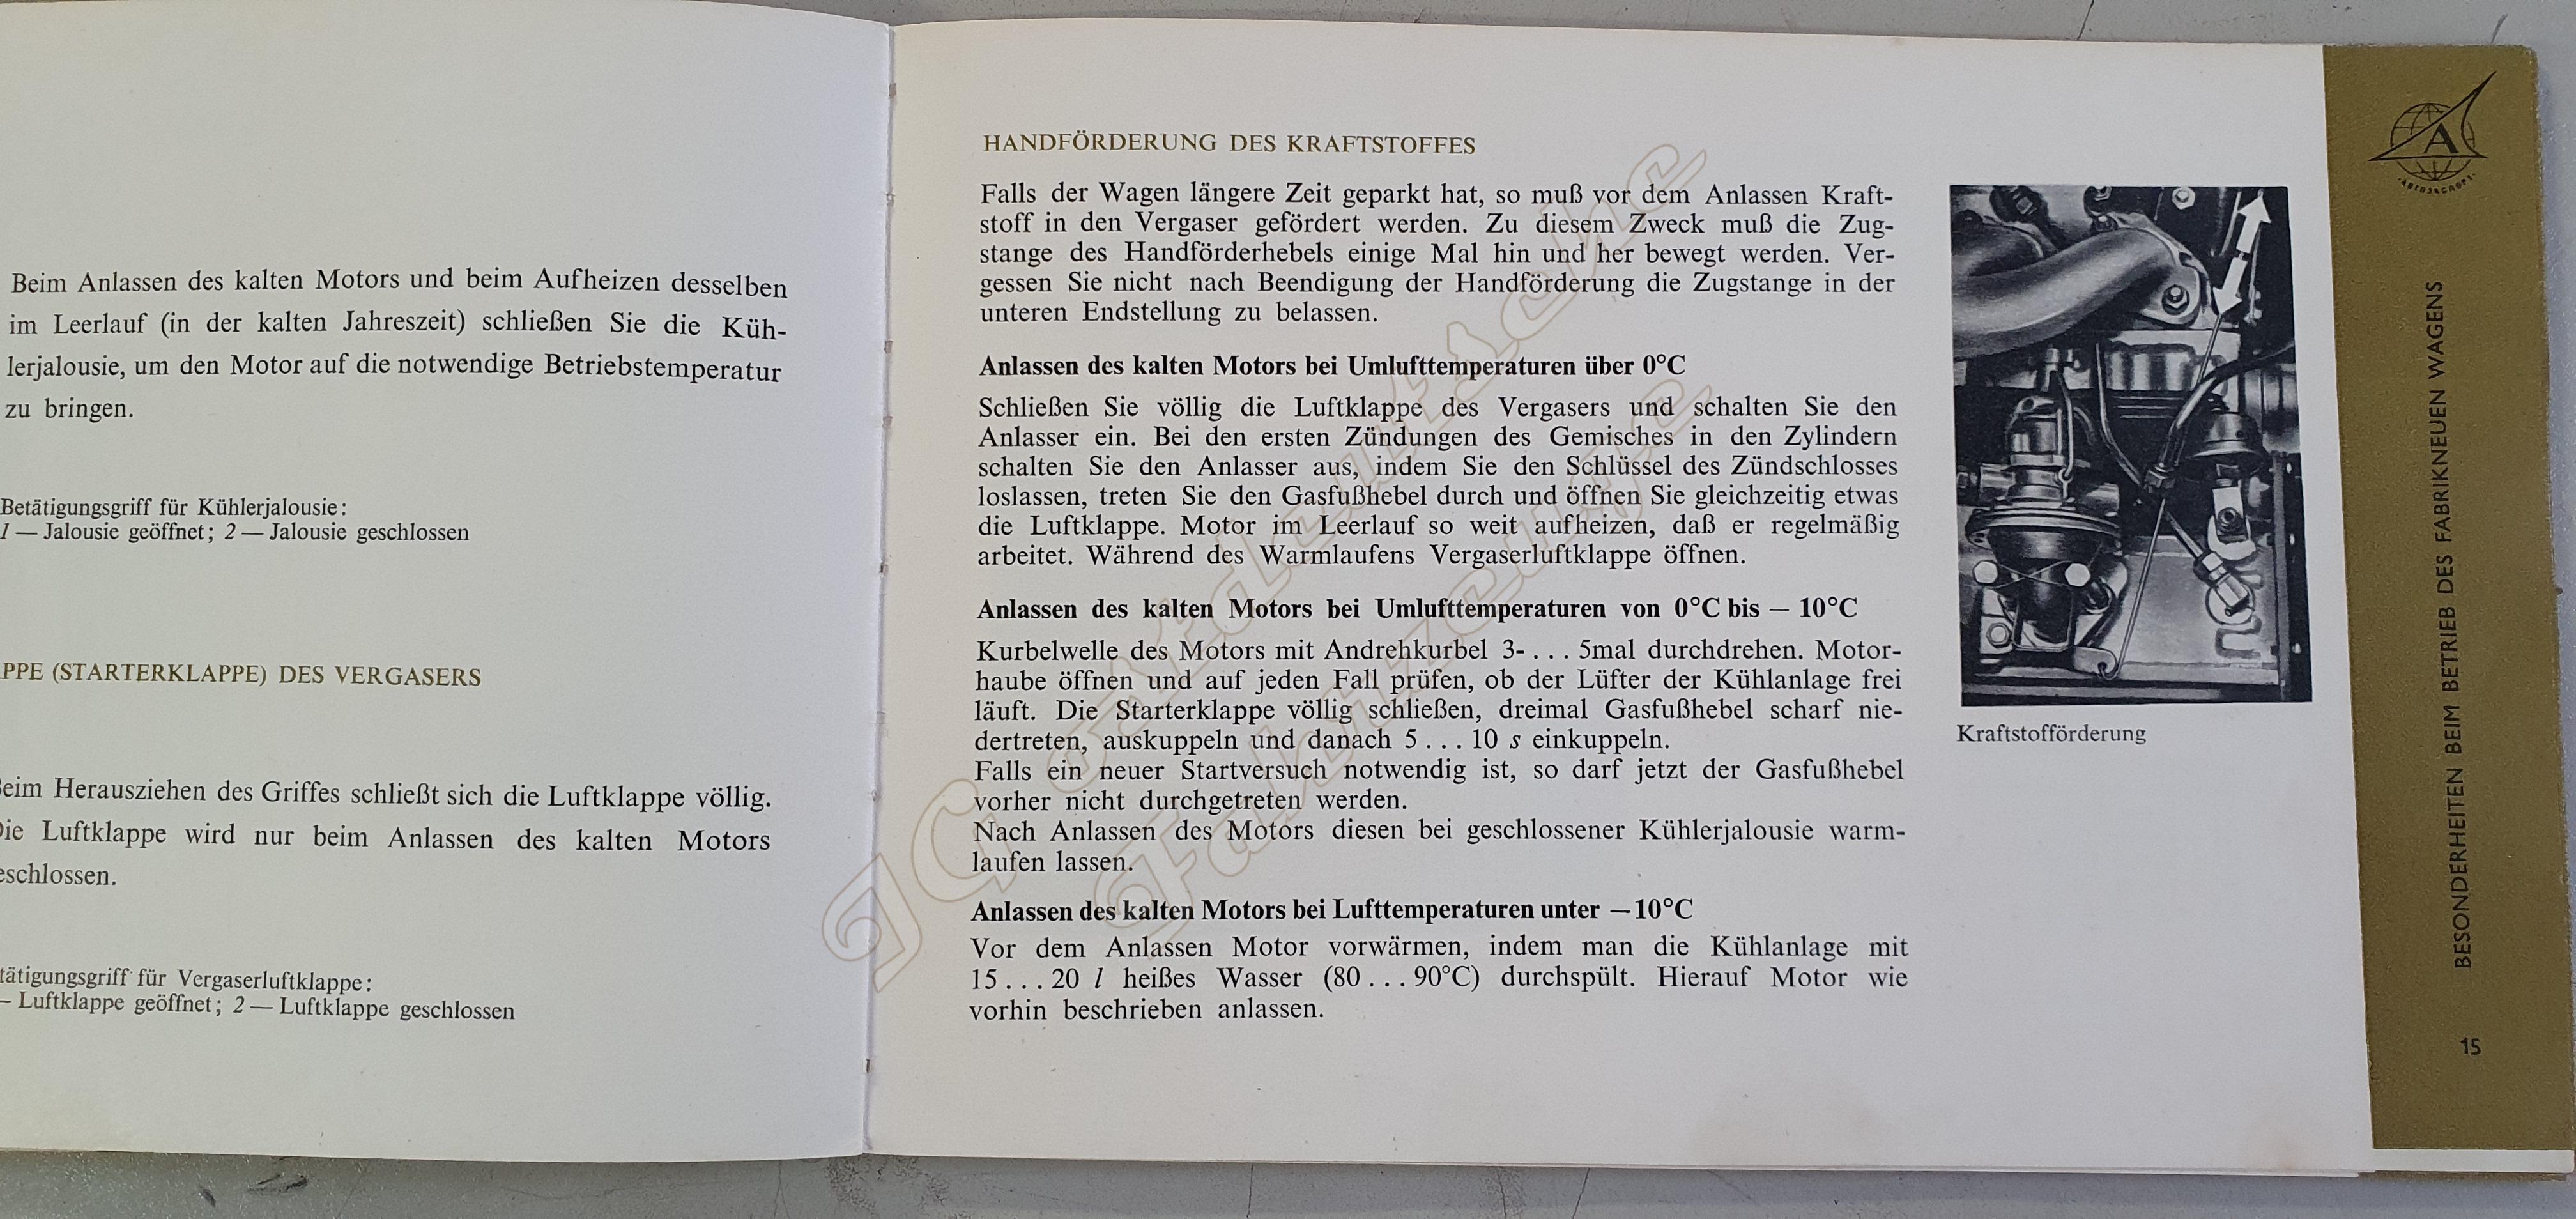 Beim Anlassen des kalten Motors und beim Aufheizen desselben
im Leerlauf (in der kalten Jahreszeit) schließen Sie die Küh-
lerjalousie, um den Motor auf die notwendige Betriebstemperatur
zu bringen.
Betätigungsgriff für Kühlerjalousie:
1 — Jalousie geöffnet; 2 — Jalousie geschlossen
PPE (STARTERKLAPPE) DES VERGASERS
eim Herausziehen des Griffes schließt sich die Luftklappe völlig.
ie Luftklappe wird nur beim Anlassen des kalten Motors
eschlossen.
tätigungsgriff für Vergaserluftklappe:
— Luftklappe geöffnet; 2 — Luftklappe geschlossen
HANDFÖRDERUNG DES KRAFTSTOFFES
Falls der Wagen längere Zeit geparkt hat, so muß vor dem Anlassen Kraft-
stoff in den Vergaser gefördert werden. Zu diesem Zweck muß die Zug-
stange des Handförderhebels einige Mal hin und her bewegt werden. Ver-
gessen Sie nicht nach Beendigung der Handförderung die Zugstange in der
unteren Endstellung zu belassen.
Anlassen des kalten Motors bei Umlufttemperaturen über 0°C
Schließen Sie völlig die Luftklappe des Vergasers und schalten Sie den
Anlasser ein. Bei den ersten Zündungen des Gemisches in den Zylindern
schalten Sie den Anlasser aus, indem Sie den Schlüssel des Zündschlosses
loslassen, treten Sie den Gasfußhebel durch und öffnen Sie gleichzeitig etwas
die Luftklappe. Motor im Leerlauf so weit aufheizen, daß er regelmäßig
arbeitet. Während des Warmlaufens Vergaserluftklappe öffnen.
Anlassen des kalten Motors bei Umlufttemperaturen von 0°C bis — 10°C
Kurbelwelle des Motors mit Andrehkurbel 3-... 5mal durchdrehen. Motor-
haube öffnen und auf jeden Fall prüfen, ob der Lüfter der Kühlanlage frei
läuft. Die Starterklappe völlig schließen, dreimal Gasfußhebel scharf nie-
dertreten, auskuppeln und danach 5... 10 s einkuppeln.
Falls ein neuer Startversuch notwendig ist, so darf jetzt der Gasfußhebel
vorher nicht durchgetreten werden.
Nach Anlassen des Motors diesen bei geschlossener Kühlerjalousie warm-
laufen lassen.
Anlassen des kalten Motors bei Lufttemperaturen unter —10°C
Vor dem Anlassen Motor vorwärmen, indem man die Kühlanlage mit
15...20 l heißes Wasser (80...90°C) durchspült. Hierauf Motor wie
vorhin beschrieben anlassen.
Kraftstofförderung
A
BESONDERHEITEN BEIM BETRIEB DES FABRIKNEUEN WAGENS
15
IG Ostdeutsche
Fahrzeuge